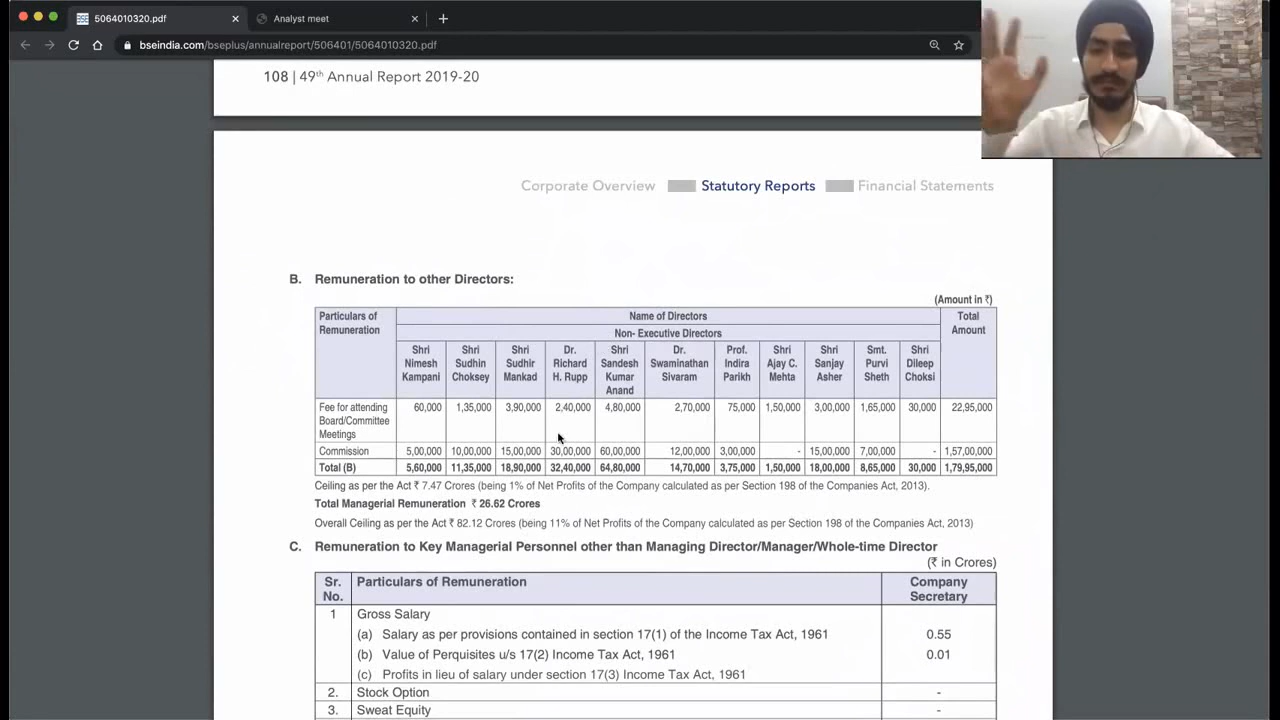 5064010320.pdf
Analyst meet
bseindia.com/bseplus/annualreport/506401/5064010320.pdf
108 | 49th Annual Report 2019-20
Corporate Overview Statutory Reports Financial Statements
B. Remuneration to other Directors:
(Amount in ₹)
Particulars of Remuneration Name of Directors Total Amount
Non- Executive Directors
Shri Nimesh Kampani Shri Sudhin Choksey Shri Sudhir Mankad Dr. Richard H. Rupp Shri Sandesh Kumar Anand Dr. Swaminathan Sivaram Prof. Indira Parikh Shri Ajay C. Mehta Shri Sanjay Asher Smt. Purvi Sheth Shri Dileep Choksi
Fee for attending Board/Committee Meetings 60,000 1,35,000 3,90,000 2,40,000 4,80,000 2,70,000 75,000 1,50,000 3,00,000 1,65,000 30,000 22,95,000
Commission 5,00,000 10,00,000 15,00,000 30,00,000 60,00,000 12,00,000 3,00,000 - 15,00,000 7,00,000 - 1,57,00,000
Total (B) 5,60,000 11,35,000 18,90,000 32,40,000 64,80,000 14,70,000 3,75,000 1,50,000 18,00,000 8,65,000 30,000 1,79,95,000
Ceiling as per the Act ₹ 7.47 Crores (being 1% of Net Profits of the Company calculated as per Section 198 of the Companies Act, 2013).
Total Managerial Remuneration ₹ 26.62 Crores
Overall Ceiling as per the Act ₹ 82.12 Crores (being 11% of Net Profits of the Company calculated as per Section 198 of the Companies Act, 2013)
C. Remuneration to Key Managerial Personnel other than Managing Director/Manager/Whole-time Director
(₹ in Crores)
Sr. No. Particulars of Remuneration Company Secretary
1 Gross Salary
(a) Salary as per provisions contained in section 17(1) of the Income Tax Act, 1961 0.55
(b) Value of Perquisites u/s 17(2) Income Tax Act, 1961 0.01
(c) Profits in lieu of salary under section 17(3) Income Tax Act, 1961
2. Stock Option -
3. Sweat Equity -